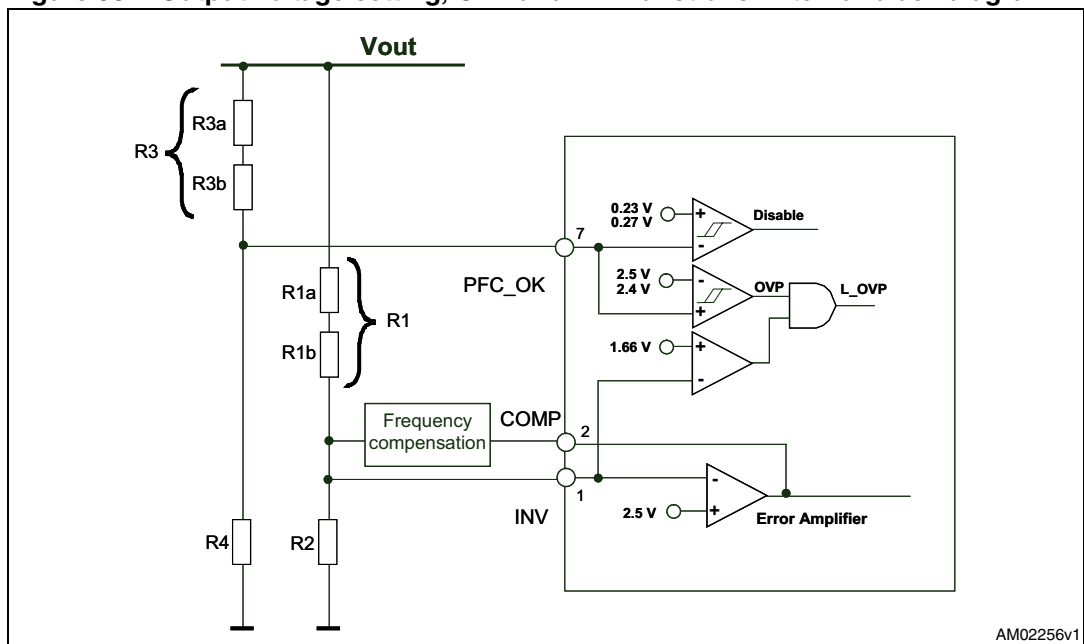 Vout
R3a
R3
R3b
0.23 V
0.27 V
+
-
Disable
7
PFC_OK
2.5 V
2.4 V
-
+
OVP
L_OVP
R1a
R1
R1b
1.66 V
+
-
Frequency
compensation
COMP
2
1
INV
-
+
2.5 V
Error Amplifier
R4
R2
AM02256v1